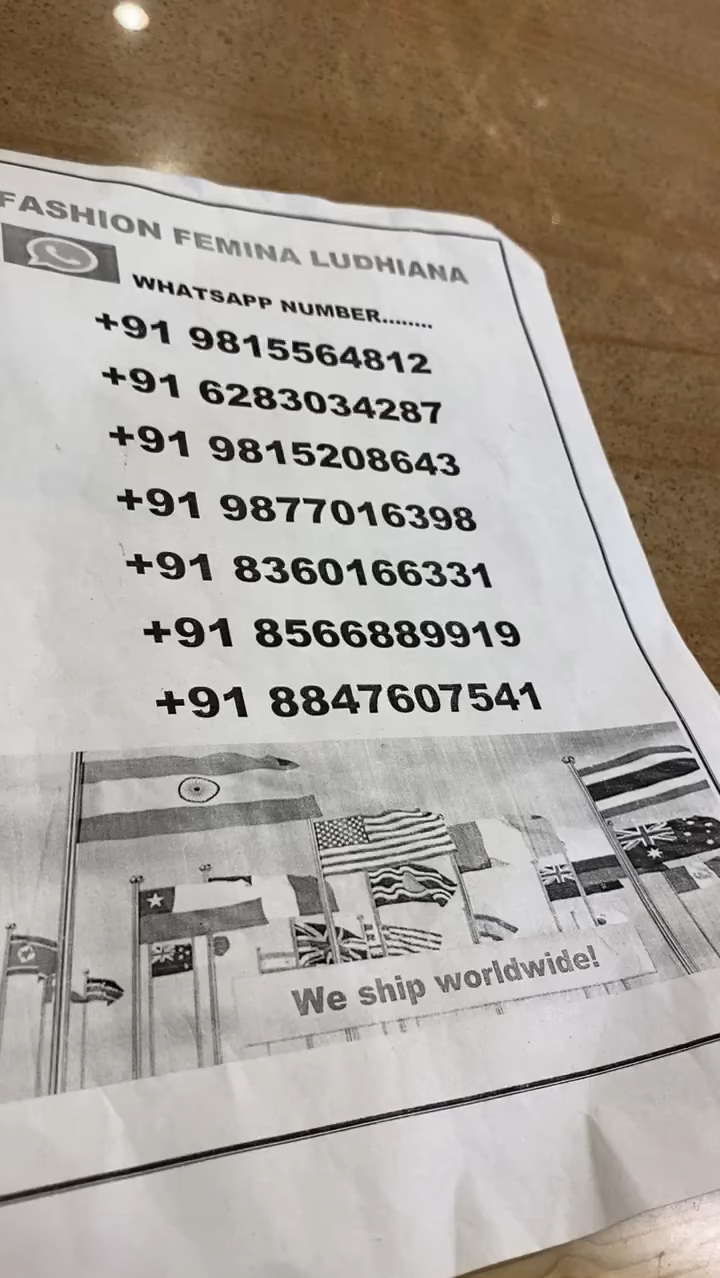 FASHION FEMINA LUDHIANA
WHATSAPP NUMBER........
+91 9815564812
+91 6283034287
+91 9815208643
+91 9877016398
+91 8360166331
+91 8566889919
+91 8847607541
We ship worldwide!